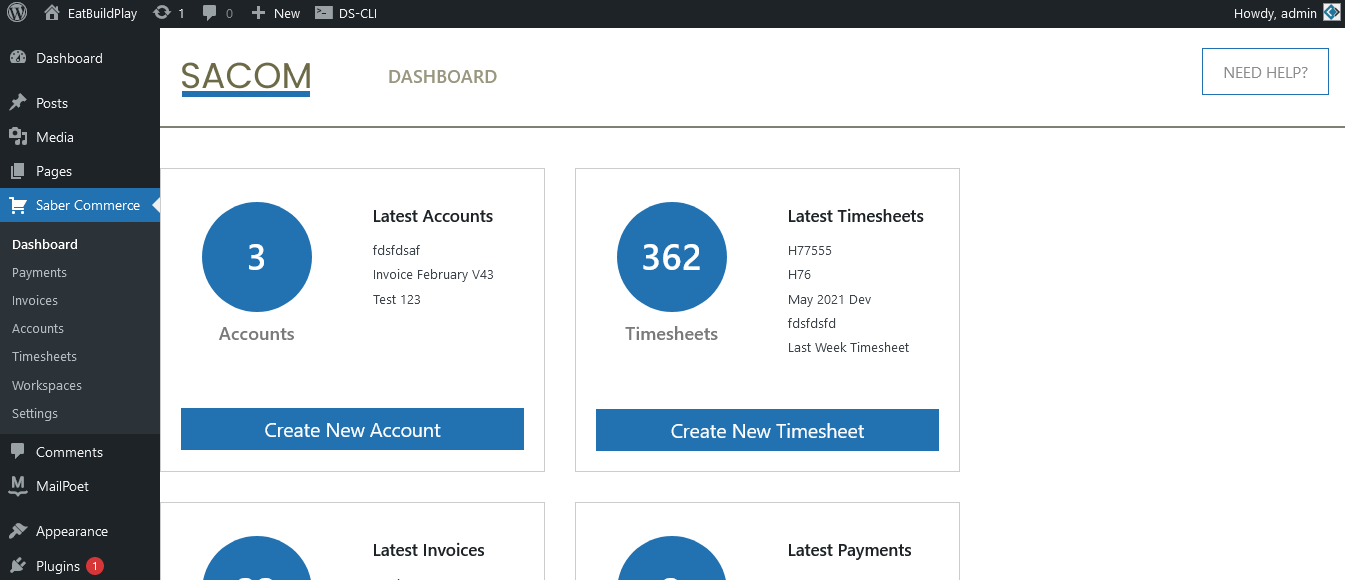 EatBuildPlay 1 0 New DS-CLI Howdy, admin
Dashboard
Posts
Media
Pages
Saber Commerce
Dashboard
Payments
Invoices
Accounts
Timesheets
Workspaces
Settings
Comments
MailPoet
Appearance
Plugins 1
SACOM
DASHBOARD
NEED HELP?
3
Accounts
Latest Accounts
fdsfdsaf
Invoice February V43
Test 123
Create New Account
362
Timesheets
Latest Timesheets
H77555
H76
May 2021 Dev
fdsfdsfd
Last Week Timesheet
Create New Timesheet
Latest Invoices
Latest Payments